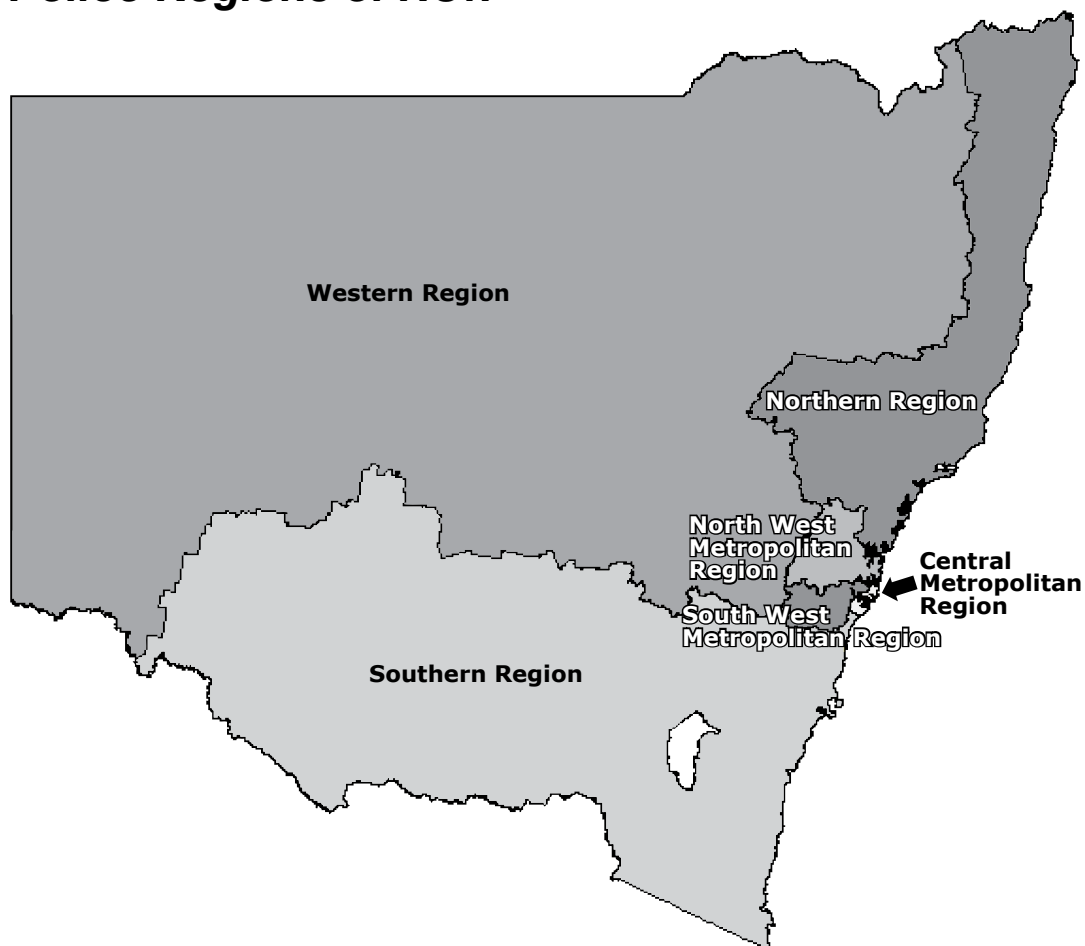 Police Regions of NSW
Western Region
Northern Region
North West
Metropolitan
Region
Central
Metropolitan
Region
South West
Metropolitan Region
Southern Region